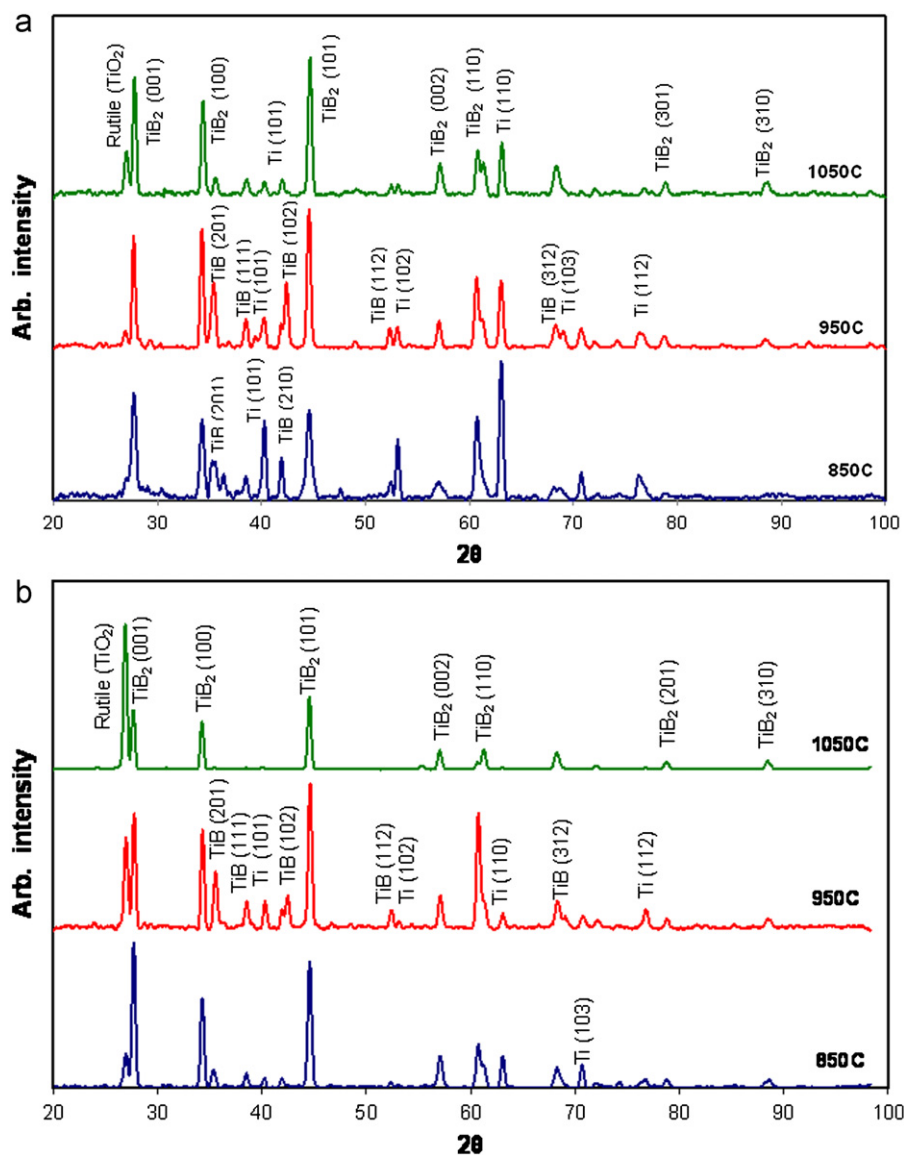 a
Rutile (TiO₂)
TiB₂ (001)
TiB₂ (100)
Ti (101)
TiB₂ (101)
TiB₂ (002)
TiB₂ (110)
Ti (110)
TiB₂ (301)
TiB₂ (310)
1050C
TiB (201)
TiB (111)
Ti (101)
TiB (102)
TiB (112)
Ti (102)
TiB (312)
Ti (103)
Ti (112)
950C
TiB (201)
Ti (101)
TiB (210)
850C
Arb. intensity
20 30 40 50 60 70 80 90 100
2θ
b
Rutile (TiO₂)
TiB₂ (001)
TiB₂ (100)
TiB₂ (101)
TiB₂ (002)
TiB₂ (110)
TiB₂ (201)
TiB₂ (310)
1050C
TiB (201)
TiB (111)
Ti (101)
TiB (102)
TiB (112)
Ti (102)
Ti (110)
TiB (312)
Ti (112)
950C
Ti (103)
850C
Arb. intensity
20 30 40 50 60 70 80 90 100
2θ